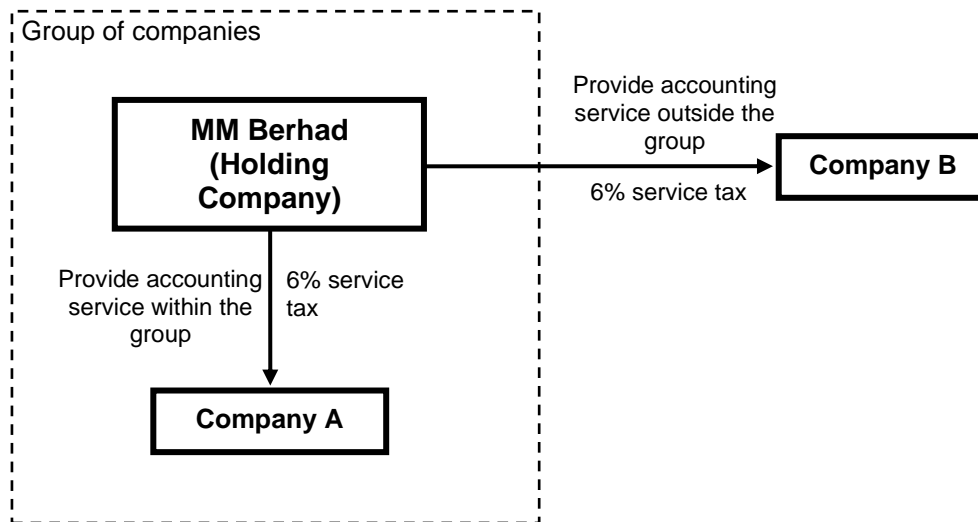 Group of companies
MM Berhad
(Holding
Company)
Provide accounting
service outside the
group
6% service tax
Company B
Provide accounting
service within the
group
6% service
tax
Company A